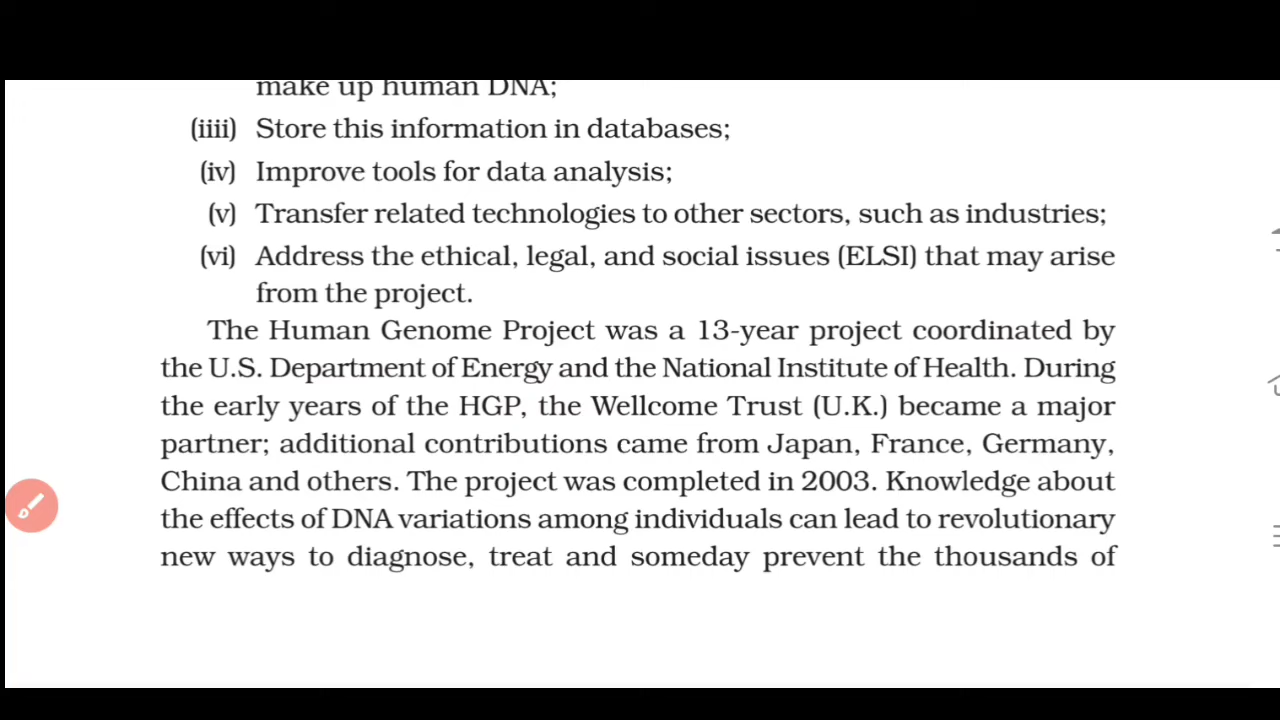 make up human DNA;
(iiii) Store this information in databases;
(iv) Improve tools for data analysis;
(v) Transfer related technologies to other sectors, such as industries;
(vi) Address the ethical, legal, and social issues (ELSI) that may arise
from the project.
The Human Genome Project was a 13-year project coordinated by
the U.S. Department of Energy and the National Institute of Health. During
the early years of the HGP, the Wellcome Trust (U.K.) became a major
partner; additional contributions came from Japan, France, Germany,
China and others. The project was completed in 2003. Knowledge about
the effects of DNA variations among individuals can lead to revolutionary
new ways to diagnose, treat and someday prevent the thousands of